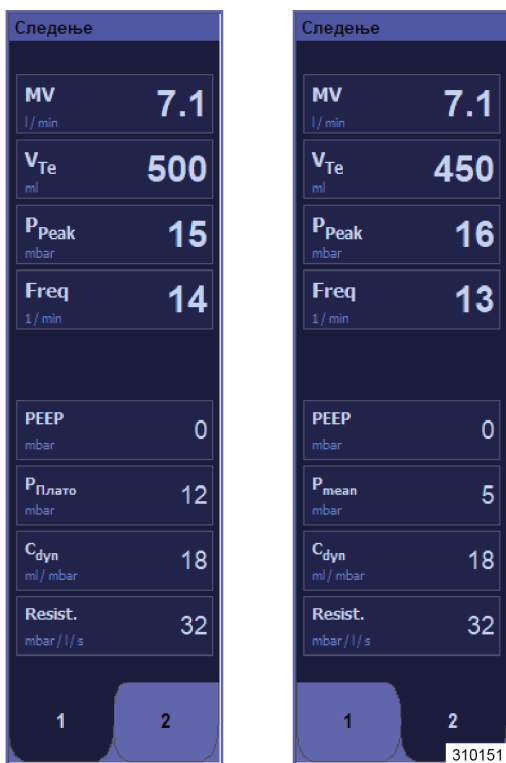 Следење
MV
l / min
7.1
VTe
ml
500
PPeak
mbar
15
Freq
1 / min
14
PEEP
mbar
0
PПлато
mbar
12
Cdyn
ml / mbar
18
Resist.
mbar / l / s
32
1
2
Следење
MV
l / min
7.1
VTe
ml
450
PPeak
mbar
16
Freq
1 / min
13
PEEP
mbar
0
Pmean
mbar
5
Cdyn
ml / mbar
18
Resist.
mbar / l / s
32
1
2
310151